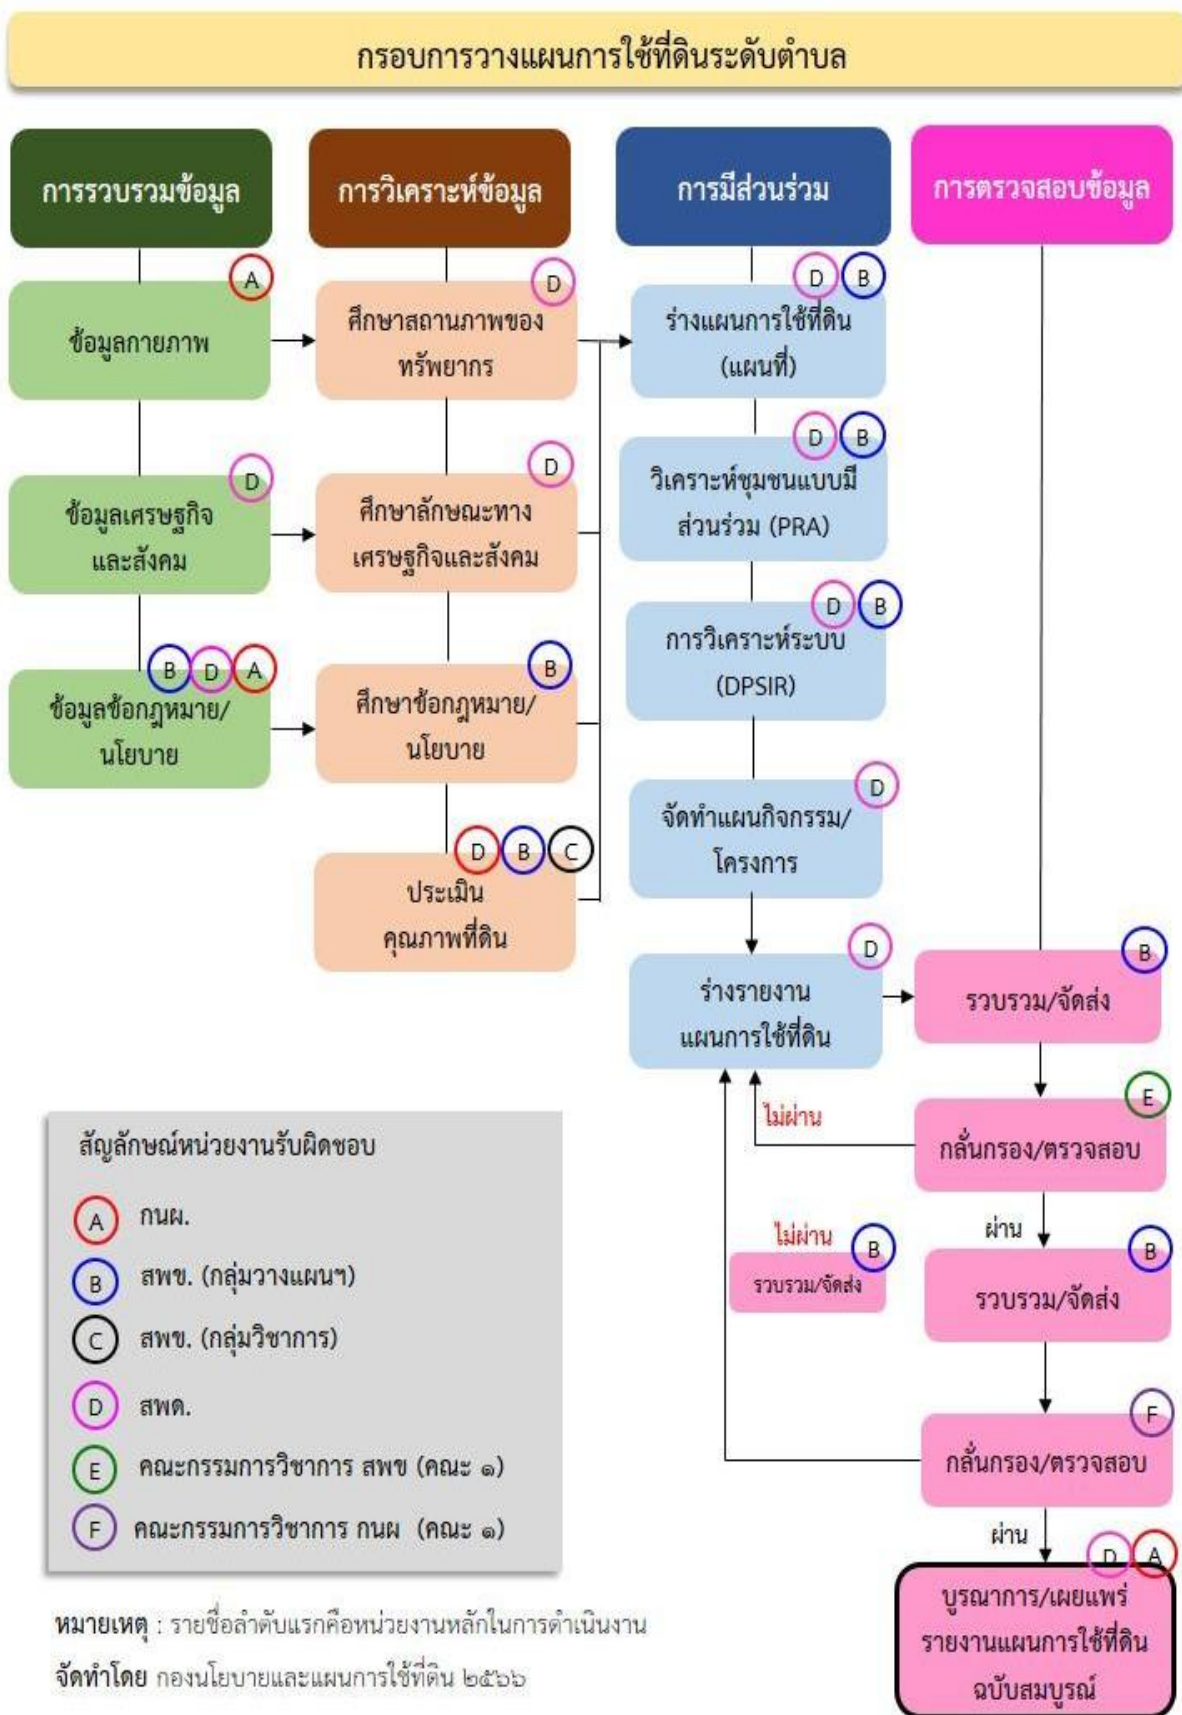 กรอบการวางแผนการใช้ที่ดินระดับตำบล
การรวบรวมข้อมูล
A
ข้อมูลกายภาพ
D
ข้อมูลเศรษฐกิจ
และสังคม
B D A
ข้อมูลข้อกฎหมาย/
นโยบาย
การวิเคราะห์ข้อมูล
D
ศึกษาสถานภาพของ
ทรัพยากร
D
ศึกษาลักษณะทาง
เศรษฐกิจและสังคม
B
ศึกษาข้อกฎหมาย/
นโยบาย
D B C
ประเมิน
คุณภาพที่ดิน
การมีส่วนร่วม
D B
ร่างแผนการใช้ที่ดิน
(แผนที่)
D B
วิเคราะห์ชุมชนแบบมี
ส่วนร่วม (PRA)
D B
การวิเคราะห์ระบบ
(DPSIR)
D
จัดทำแผนกิจกรรม/
โครงการ
D
ร่างรายงาน
แผนการใช้ที่ดิน
การตรวจสอบข้อมูล
B
รวบรวม/จัดส่ง
E
กลั่นกรอง/ตรวจสอบ
ไม่ผ่าน
ผ่าน
ไม่ผ่าน
B
รวบรวม/จัดส่ง
B
รวบรวม/จัดส่ง
F
กลั่นกรอง/ตรวจสอบ
ผ่าน
D A
บูรณาการ/เผยแพร่
รายงานแผนการใช้ที่ดิน
ฉบับสมบูรณ์
สัญลักษณ์หน่วยงานรับผิดชอบ
A กนผ.
B สพข. (กลุ่มวางแผนฯ)
C สพข. (กลุ่มวิชาการ)
D สพด.
E คณะกรรมการวิชาการ สพข (คณะ ๑)
F คณะกรรมการวิชาการ กนผ (คณะ ๑)
หมายเหตุ : รายชื่อลำดับแรกคือหน่วยงานหลักในการดำเนินงาน
จัดทำโดย กองนโยบายและแผนการใช้ที่ดิน ๒๕๖๖